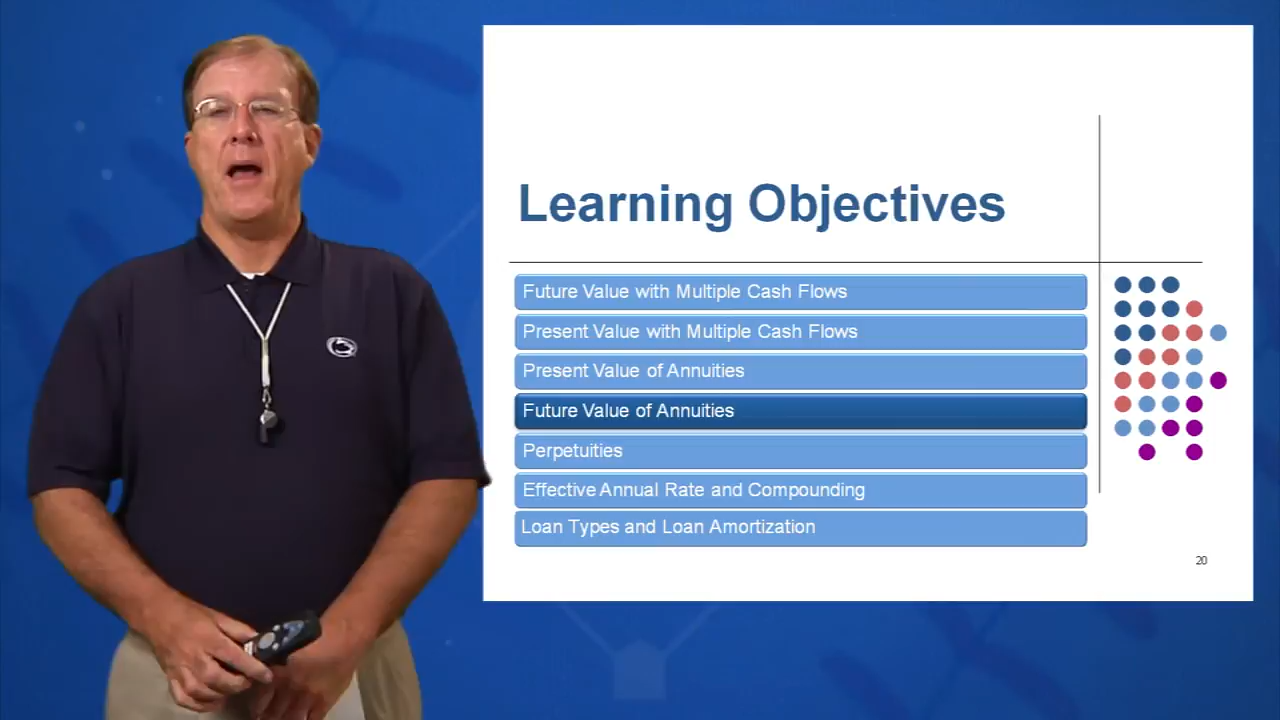 Learning Objectives
Future Value with Multiple Cash Flows
Present Value with Multiple Cash Flows
Present Value of Annuities
Future Value of Annuities
Perpetuities
Effective Annual Rate and Compounding
Loan Types and Loan Amortization
20